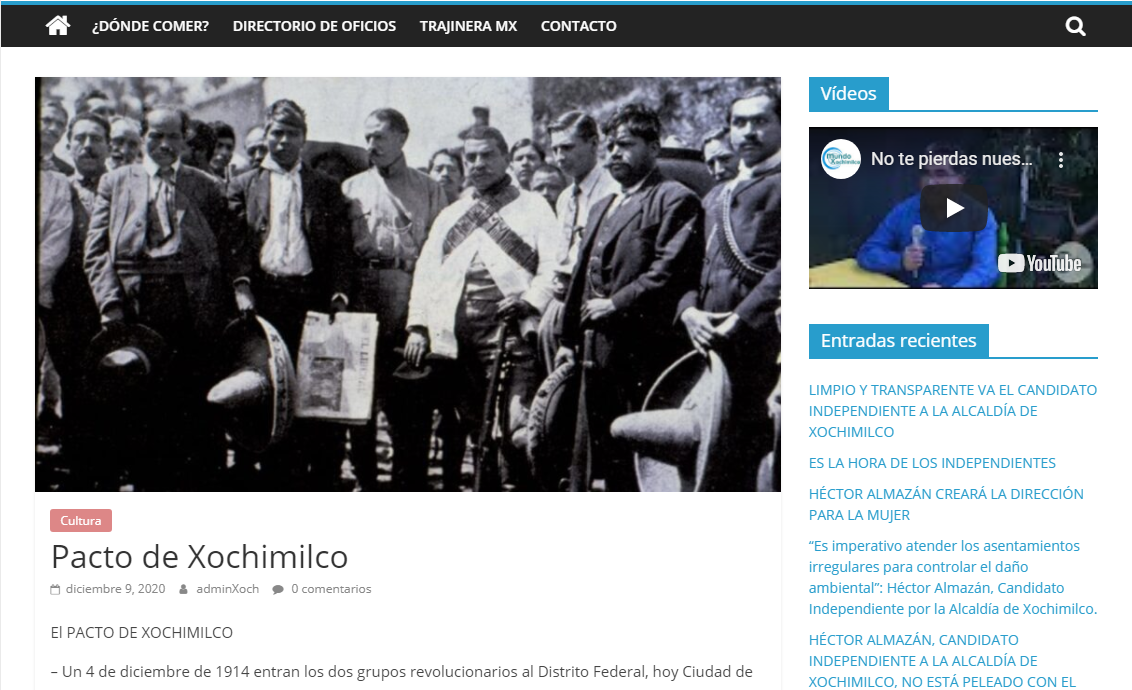 ¿DÓNDE COMER? DIRECTORIO DE OFICIOS TRAJINERA MX CONTACTO
Cultura
Pacto de Xochimilco
diciembre 9, 2020 adminXoch 0 comentarios
El PACTO DE XOCHIMILCO
– Un 4 de diciembre de 1914 entran los dos grupos revolucionarios al Distrito Federal, hoy Ciudad de
Vídeos
Mundo
Xochimilco
No te pierdas nues...
YouTube
Entradas recientes
LIMPIO Y TRANSPARENTE VA EL CANDIDATO
INDEPENDIENTE A LA ALCALDÍA DE
XOCHIMILCO
ES LA HORA DE LOS INDEPENDIENTES
HÉCTOR ALMAZÁN CREARÁ LA DIRECCIÓN
PARA LA MUJER
“Es imperativo atender los asentamientos
irregulares para controlar el daño
ambiental”: Héctor Almazán, Candidato
Independiente por la Alcaldía de Xochimilco.
HÉCTOR ALMAZÁN, CANDIDATO
INDEPENDIENTE A LA ALCALDÍA DE
XOCHIMILCO, NO ESTÁ PELEADO CON EL